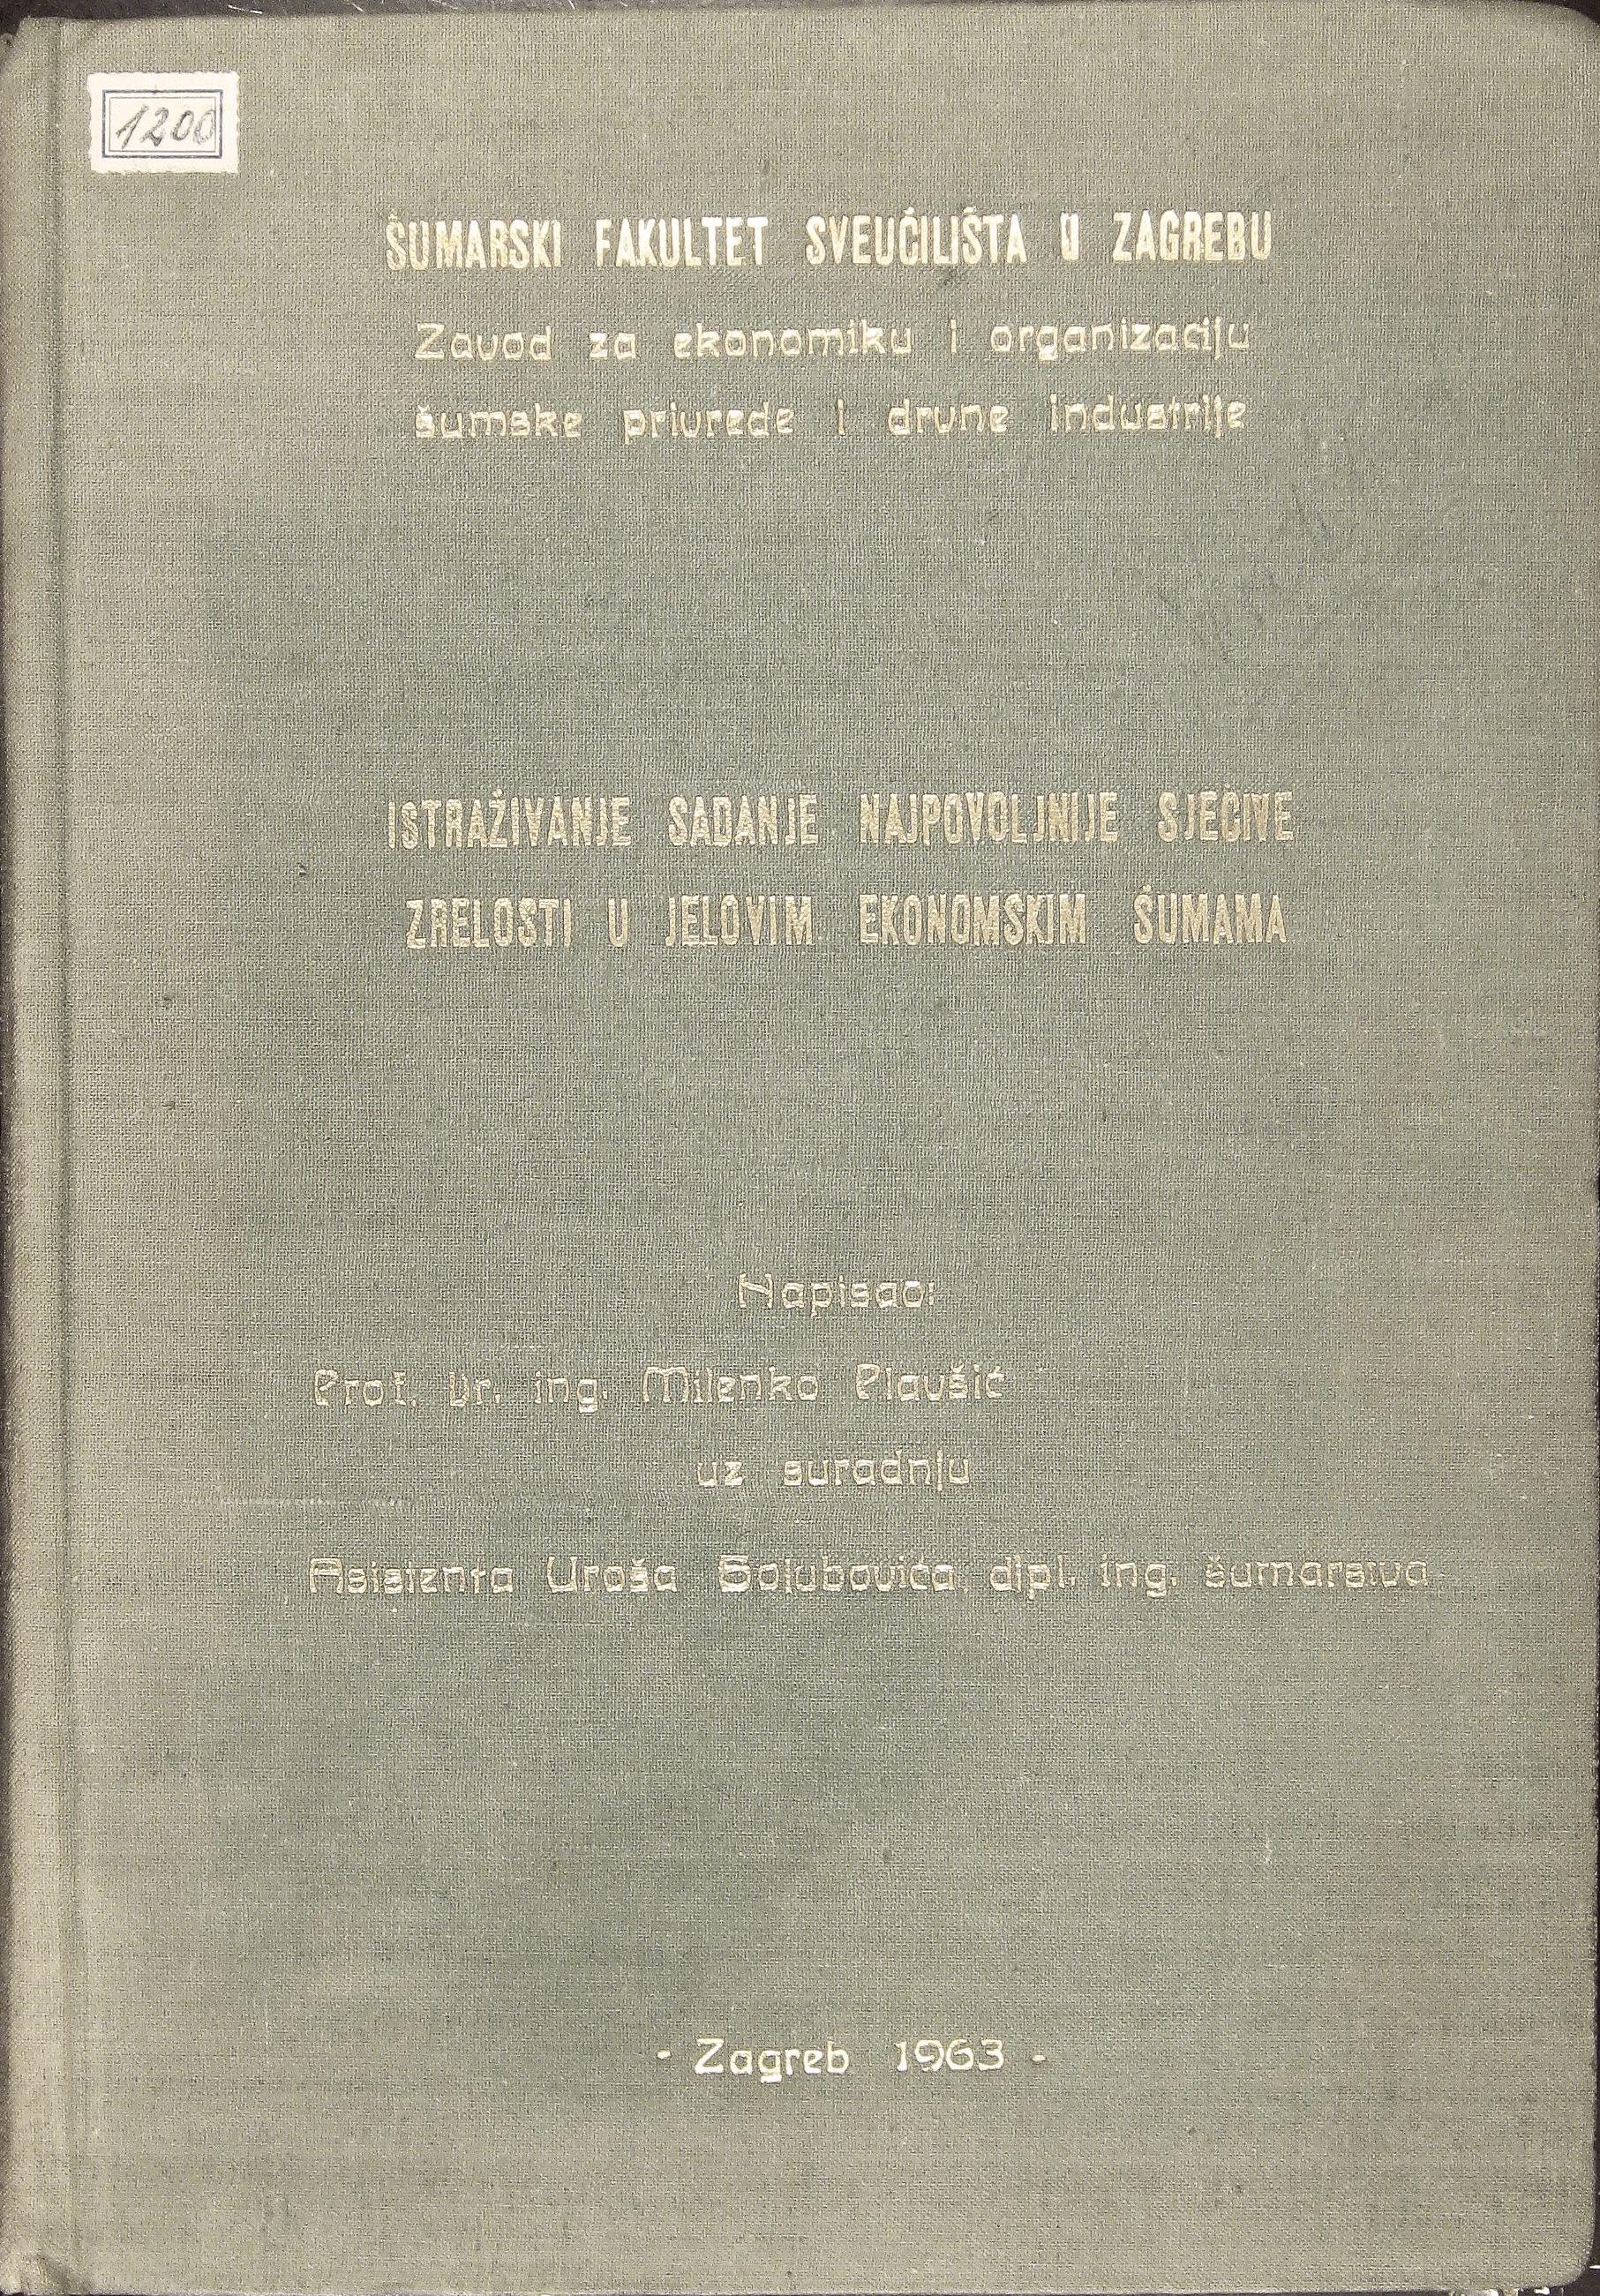 1200
ŠUMARSKI FAKULTET SVEUČILIŠTA U ZAGREBU
Zavod za ekonomiku i organizaciju
šumske privrede i drvne industrije
ISTRAŽIVANJE SADANJE NAJPOVOLJNIJE SJEČIVE
ZRELOSTI U JELOVIM EKONOMSKIM ŠUMAMA
Napisao:
Prof. Dr. ing. Milenko Plavšić
uz suradnju
Asistenta Uroša Golubovića, dipl. ing. šumarstva
- Zagreb 1963 -